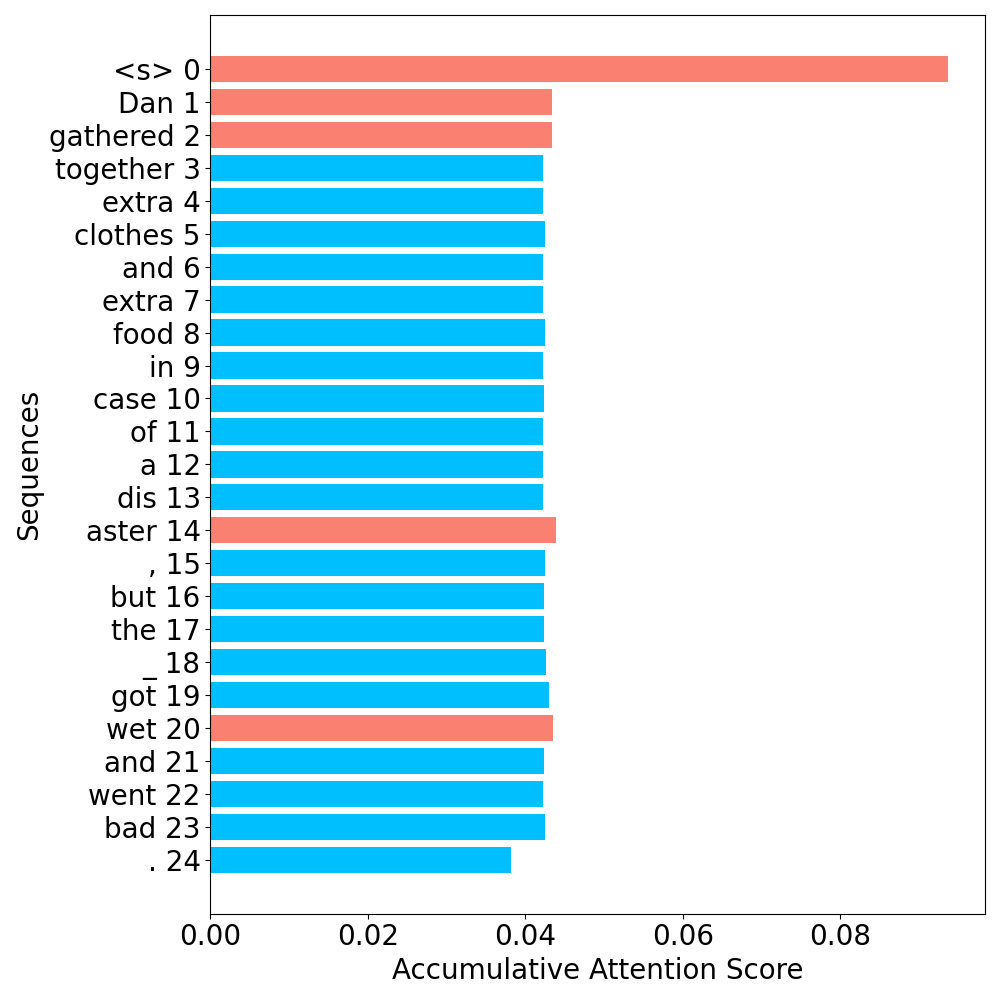 <s> 0
Dan 1
gathered 2
together 3
extra 4
clothes 5
and 6
extra 7
food 8
in 9
case 10
of 11
a 12
dis 13
aster 14
, 15
but 16
the 17
_ 18
got 19
wet 20
and 21
went 22
bad 23
. 24
Sequences
0.00 0.02 0.04 0.06 0.08
Accumulative Attention Score